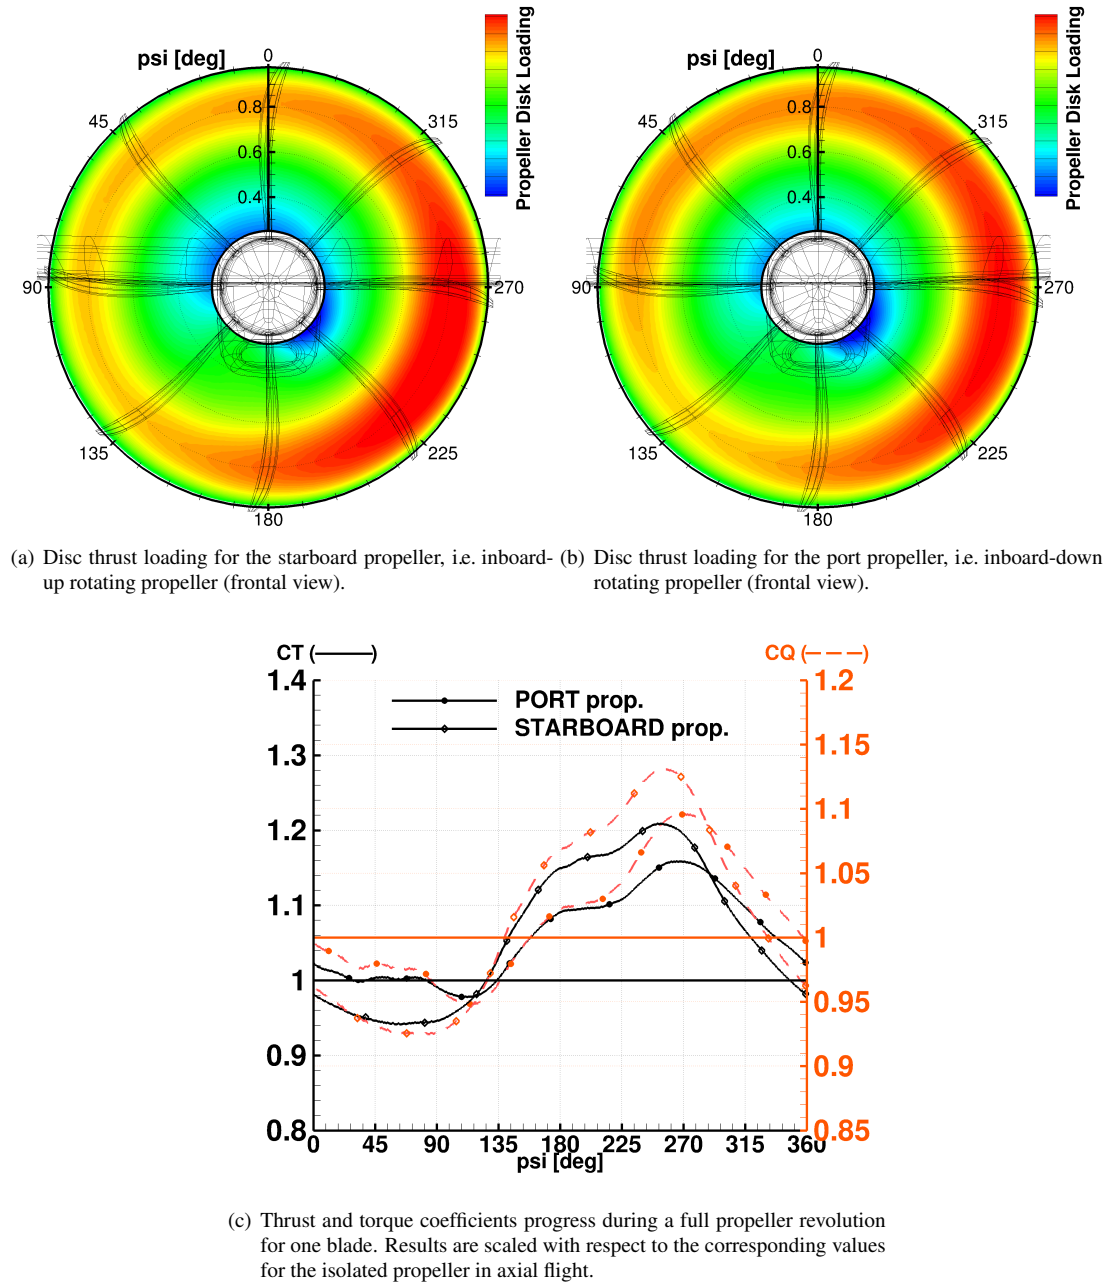 psi [deg]
0
45
315
0.8
0.6
0.4
90
270
135
225
180
Propeller Disk Loading
psi [deg]
0
45
315
0.8
0.6
0.4
90
270
135
225
180
Propeller Disk Loading
(a) Disc thrust loading for the starboard propeller, i.e. inboard-
up rotating propeller (frontal view).
(b) Disc thrust loading for the port propeller, i.e. inboard-down
rotating propeller (frontal view).
CT (——)
CQ (— — —)
1.4
1.3
1.2
1.1
1
0.9
0.8
PORT prop.
STARBOARD prop.
1.2
1.15
1.1
1.05
1
0.95
0.9
0.85
0 45 90 135 180 225 270 315 360
psi [deg]
(c) Thrust and torque coefficients progress during a full propeller revolution
for one blade. Results are scaled with respect to the corresponding values
for the isolated propeller in axial flight.